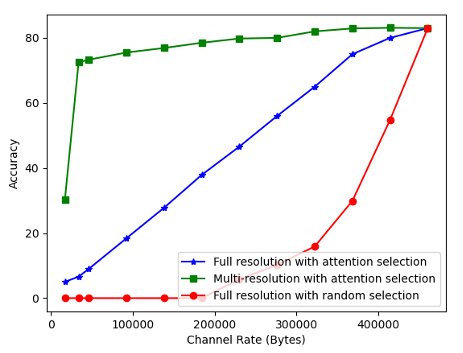 80
60
40
20
0
Accuracy
Full resolution with attention selection
Multi-resolution with attention selection
Full resolution with random selection
0 100000 200000 300000 400000
Channel Rate (Bytes)